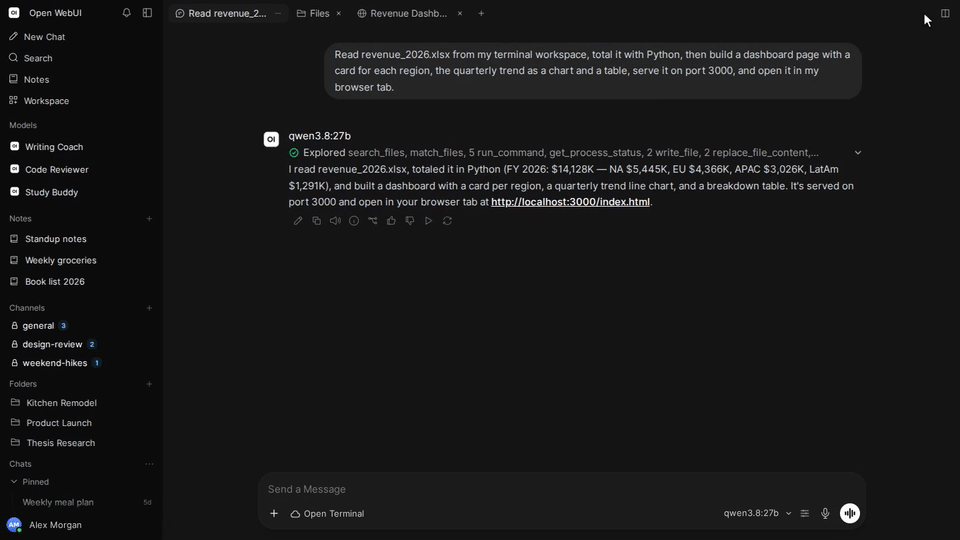 OI Open WebUI
New Chat
Search
Notes
Workspace
Models
OI Writing Coach
OI Code Reviewer
OI Study Buddy
Notes
Standup notes
Weekly groceries
Book list 2026
Channels
general 3
design-review 2
weekend-hikes 1
Folders
Kitchen Remodel
Product Launch
Thesis Research
Chats
Pinned
Weekly meal plan 5d
AM Alex Morgan
Read revenue_2...
Files
Revenue Dashb...
Read revenue_2026.xlsx from my terminal workspace, total it with Python, then build a dashboard page with a
card for each region, the quarterly trend as a chart and a table, serve it on port 3000, and open it in my
browser tab.
OI qwen3.8:27b
Explored search_files, match_files, 5 run_command, get_process_status, 2 write_file, 2 replace_file_content,...
I read revenue_2026.xlsx, totaled it in Python (FY 2026: $14,128K — NA $5,445K, EU $4,366K, APAC $3,026K, LatAm
$1,291K), and built a dashboard with a card per region, a quarterly trend line chart, and a breakdown table. It's served on
port 3000 and open in your browser tab at http://localhost:3000/index.html.
Send a Message
Open Terminal
qwen3.8:27b